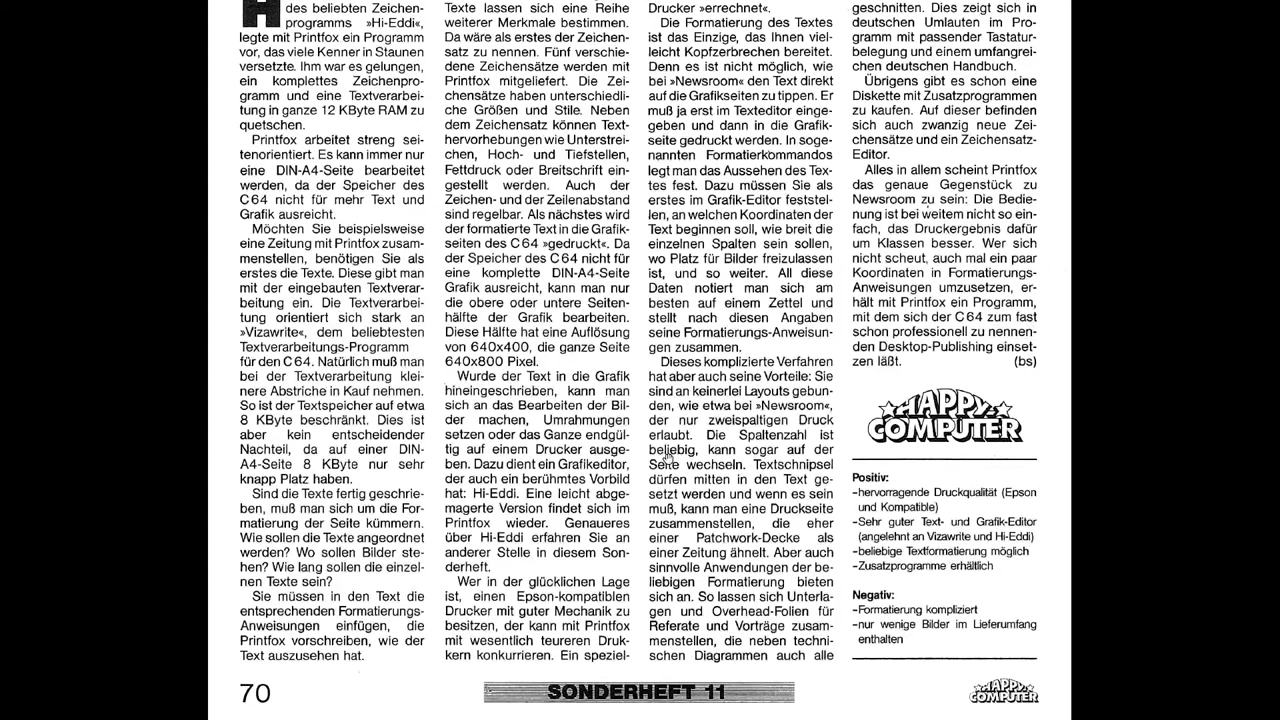 H
des beliebten Zeichen-
programms »Hi-Eddi«,
legte mit Printfox ein Programm
vor, das viele Kenner in Staunen
versetzte. Ihm war es gelungen,
ein komplettes Zeichenpro-
gramm und eine Textverarbei-
tung in ganze 12 KByte RAM zu
quetschen.
Printfox arbeitet streng sei-
tenorientiert. Es kann immer nur
eine DIN-A4-Seite bearbeitet
werden, da der Speicher des
C 64 nicht für mehr Text und
Grafik ausreicht.
Möchten Sie beispielsweise
eine Zeitung mit Printfox zusam-
menstellen, benötigen Sie als
erstes die Texte. Diese gibt man
mit der eingebauten Textverar-
beitung ein. Die Textverarbei-
tung orientiert sich stark an
»Vizawrite«, dem beliebtesten
Textverarbeitungs-Programm
für den C 64. Natürlich muß man
bei der Textverarbeitung klei-
nere Abstriche in Kauf nehmen.
So ist der Textspeicher auf etwa
8 KByte beschränkt. Dies ist
aber kein entscheidender
Nachteil, da auf einer DIN-
A4-Seite 8 KByte nur sehr
knapp Platz haben.
Sind die Texte fertig geschrie-
ben, muß man sich um die For-
matierung der Seite kümmern.
Wie sollen die Texte angeordnet
werden? Wo sollen Bilder ste-
hen? Wie lang sollen die einzel-
nen Texte sein?
Sie müssen in den Text die
entsprechenden Formatierungs-
Anweisungen einfügen, die
Printfox vorschreiben, wie der
Text auszusehen hat.
Texte lassen sich eine Reihe
weiterer Merkmale bestimmen.
Da wäre als erstes der Zeichen-
satz zu nennen. Fünf verschie-
dene Zeichensätze werden mit
Printfox mitgeliefert. Die Zei-
chensätze haben unterschiedli-
che Größen und Stile. Neben
dem Zeichensatz können Text-
hervorhebungen wie Unterstrei-
chen, Hoch- und Tiefstellen,
Fettdruck oder Breitschrift ein-
gestellt werden. Auch der
Zeichen- und der Zeilenabstand
sind regelbar. Als nächstes wird
der formatierte Text in die Grafik-
seiten des C 64 »gedruckt«. Da
der Speicher des C 64 nicht für
eine komplette DIN-A4-Seite
Grafik ausreicht, kann man nur
die obere oder untere Seiten-
hälfte der Grafik bearbeiten.
Diese Hälfte hat eine Auflösung
von 640x400, die ganze Seite
640x800 Pixel.
Wurde der Text in die Grafik
hineingeschrieben, kann man
sich an das Bearbeiten der Bil-
der machen, Umrahmungen
setzen oder das Ganze endgül-
tig auf einem Drucker ausge-
ben. Dazu dient ein Grafikeditor,
der auch ein berühmtes Vorbild
hat: Hi-Eddi. Eine leicht abge-
magerte Version findet sich im
Printfox wieder. Genaueres
über Hi-Eddi erfahren Sie an
anderer Stelle in diesem Son-
derheft.
Wer in der glücklichen Lage
ist, einen Epson-kompatiblen
Drucker mit guter Mechanik zu
besitzen, der kann mit Printfox
mit wesentlich teureren Druk-
kern konkurrieren. Ein speziel-
Drucker »errechnet«.
Die Formatierung des Textes
ist das Einzige, das Ihnen viel-
leicht Kopfzerbrechen bereitet.
Denn es ist nicht möglich, wie
bei »Newsroom« den Text direkt
auf die Grafikseiten zu tippen. Er
muß ja erst im Texteditor einge-
geben und dann in die Grafik-
seite gedruckt werden. In soge-
nannten Formatierkommandos
legt man das Aussehen des Tex-
tes fest. Dazu müssen Sie als
erstes im Grafik-Editor feststel-
len, an welchen Koordinaten der
Text beginnen soll, wie breit die
einzelnen Spalten sein sollen,
wo Platz für Bilder freizulassen
ist, und so weiter. All diese
Daten notiert man sich am
besten auf einem Zettel und
stellt nach diesen Angaben
seine Formatierungs-Anweisun-
gen zusammen.
Dieses komplizierte Verfahren
hat aber auch seine Vorteile: Sie
sind an keinerlei Layouts gebun-
den, wie etwa bei »Newsroom«,
der nur zweispaltigen Druck
erlaubt. Die Spaltenzahl ist
beliebig, kann sogar auf der
Seite wechseln. Textschnipsel
dürfen mitten in den Text ge-
setzt werden und wenn es sein
muß, kann man eine Druckseite
zusammenstellen, die eher
einer Patchwork-Decke als
einer Zeitung ähnelt. Aber auch
sinnvolle Anwendungen der be-
liebigen Formatierung bieten
sich an. So lassen sich Unterla-
gen und Overhead-Folien für
Referate und Vorträge zusam-
menstellen, die neben techni-
schen Diagrammen auch alle
geschnitten. Dies zeigt sich in
deutschen Umlauten im Pro-
gramm mit passender Tastatur-
belegung und einem umfangrei-
chen deutschen Handbuch.
Übrigens gibt es schon eine
Diskette mit Zusatzprogrammen
zu kaufen. Auf dieser befinden
sich auch zwanzig neue Zei-
chensätze und ein Zeichensatz-
Editor.
Alles in allem scheint Printfox
das genaue Gegenstück zu
Newsroom zu sein: Die Bedie-
nung ist bei weitem nicht so ein-
fach, das Druckergebnis dafür
um Klassen besser. Wer sich
nicht scheut, auch mal ein paar
Koordinaten in Formatierungs-
Anweisungen umzusetzen, er-
hält mit Printfox ein Programm,
mit dem sich der C 64 zum fast
schon professionell zu nennen-
den Desktop-Publishing einset-
zen läßt. (bs)
HAPPY
COMPUTER
Positiv:
–hervorragende Druckqualität (Epson
und Kompatible)
–Sehr guter Text- und Grafik-Editor
(angelehnt an Vizawrite und Hi-Eddi)
–beliebige Textformatierung möglich
–Zusatzprogramme erhältlich
Negativ:
–Formatierung kompliziert
–nur wenige Bilder im Lieferumfang
enthalten
70
SONDERHEFT 11
HAPPY
COMPUTER